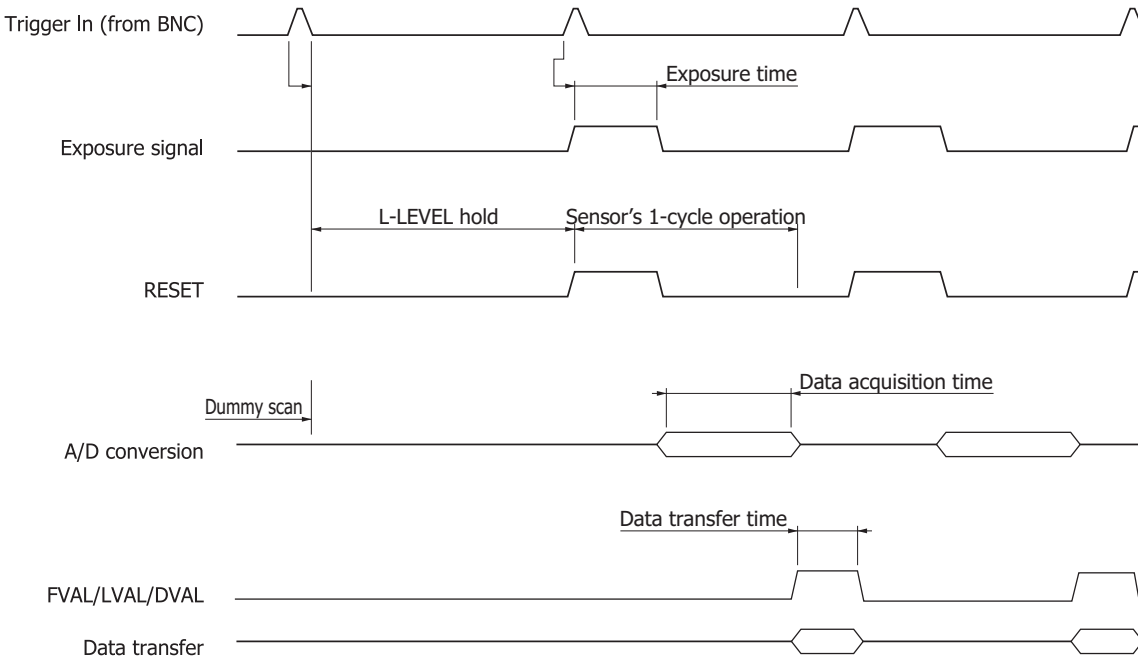 Trigger In (from BNC)
Exposure time
Exposure signal
L-LEVEL hold
Sensor's 1-cycle operation
RESET
Data acquisition time
Dummy scan
A/D conversion
Data transfer time
FVAL/LVAL/DVAL
Data transfer